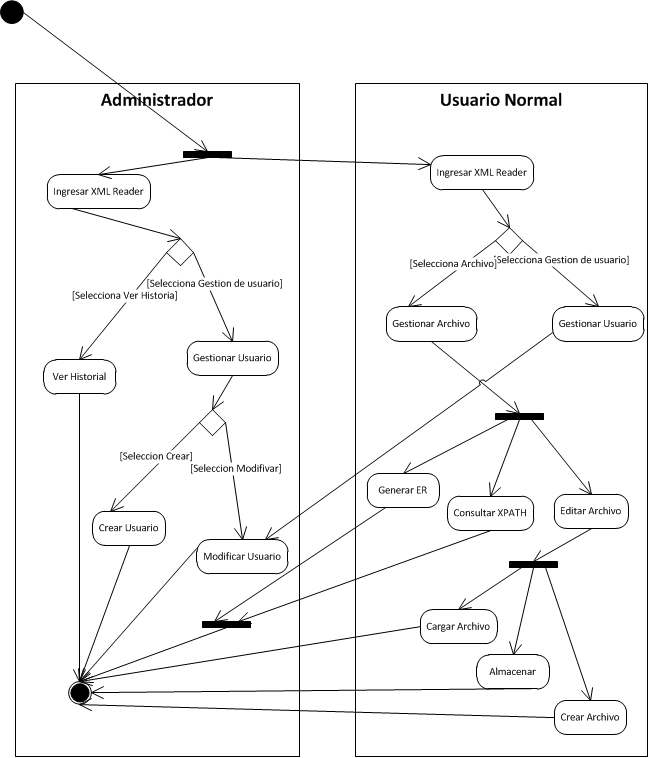 Administrador
Usuario Normal
Ingresar XML Reader
Ingresar XML Reader
[Selecciona Archivo]
[Selecciona Gestion de usuario]
[Selecciona Gestion de usuario]
[Selecciona Ver Historia]
Gestionar Archivo
Gestionar Usuario
Gestionar Usuario
Ver Historial
[Seleccion Crear]
[Seleccion Modifivar]
Generar ER
Consultar XPATH
Editar Archivo
Crear Usuario
Modificar Usuario
Cargar Archivo
Almacenar
Crear Archivo